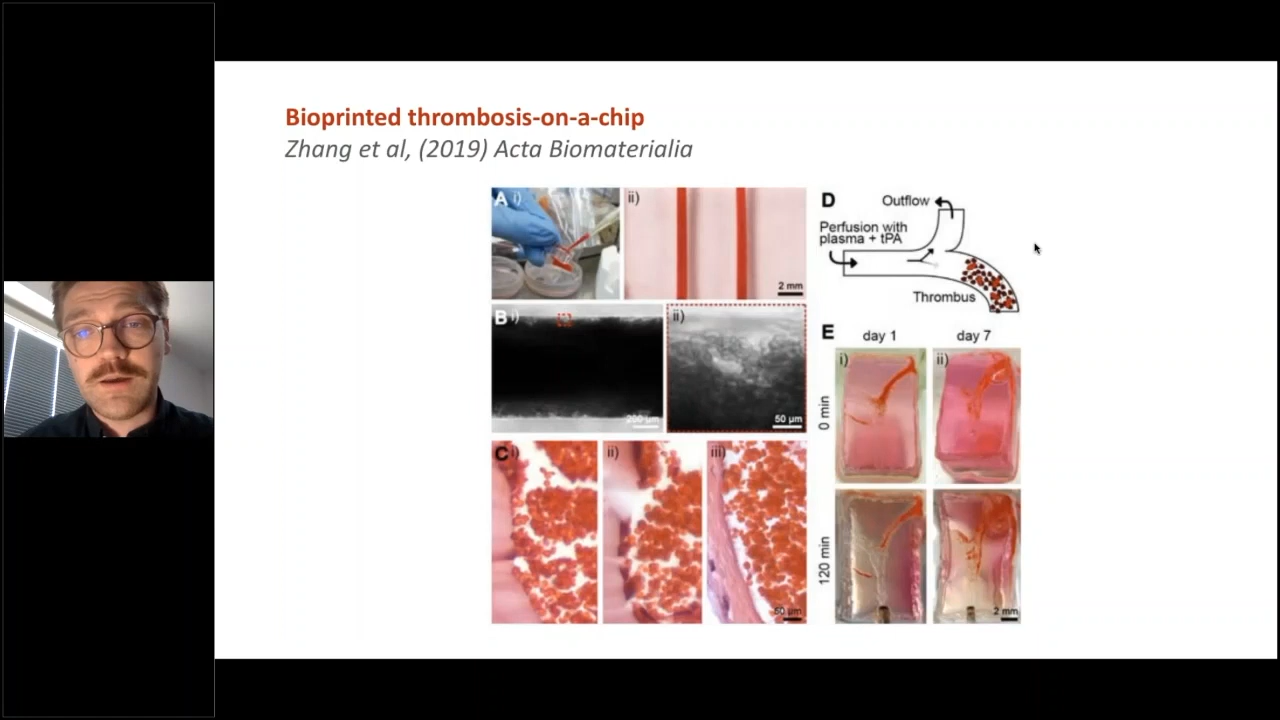 Bioprinted thrombosis-on-a-chip
Zhang et al, (2019) Acta Biomaterialia
A i)
ii)
2 mm
B i)
200 µm
ii)
50 µm
C i)
ii)
iii)
50 µm
D
Outflow
Perfusion with
plasma + tPA
Thrombus
E
day 1
day 7
0 min
i)
ii)
120 min
2 mm